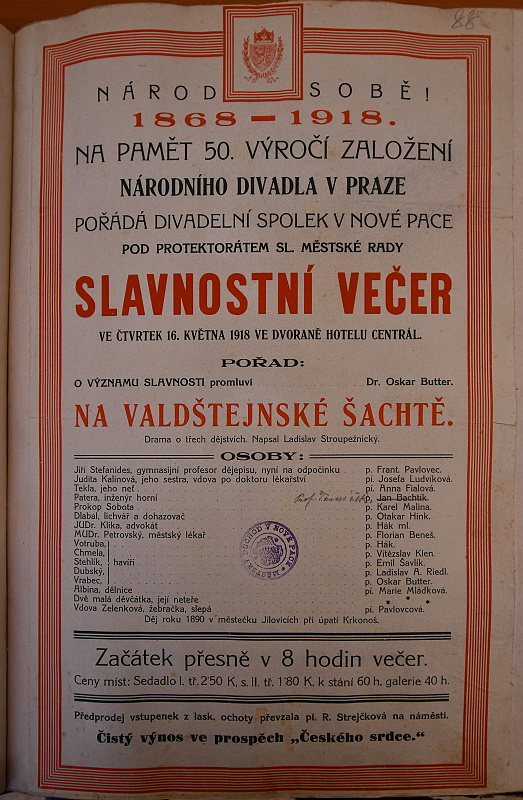 88
NÁROD SOBĚ!
1868 — 1918.
NA PAMĚT 50. VÝROČÍ ZALOŽENÍ
NÁRODNÍHO DIVADLA V PRAZE
POŘÁDÁ DIVADELNÍ SPOLEK V NOVÉ PACE
POD PROTEKTORÁTEM SL. MĚSTSKÉ RADY
SLAVNOSTNÍ VEČER
VE ČTVRTEK 16. KVĚTNA 1918 VE DVORANĚ HOTELU CENTRÁL.
POŘAD:
O VÝZNAMU SLAVNOSTI promluví Dr. Oskar Butter.
NA VALDŠTEJNSKÉ ŠACHTĚ.
Drama o třech dějstvích. Napsal Ladislav Stroupežnický.
OSOBY:
Jiří Stefanides, gymnasijní profesor dějepisu, nyní na odpočinku p. Frant. Pavlovec.
Judita Kalinová, jeho sestra, vdova po doktoru lékařství pí. Josefa Ludvíková.
Tekla, jeho neť pí. Anna Fialová.
Patera, inženýr horní Prof. p. Jan Bachtík.
Prokop Sobota p. Karel Malina.
Dlabal, lichvář a dohazovač p. Otakar Hink.
JUDr. Klika, advokát p. Hák ml.
MUDr. Petrovský, městský lékař p. Florian Beneš.
Votruba, p. Hák.
Chmela, p. Vítězslav Klen.
Stehlík, havíři p. Emil Šavlík.
Dubský, p. Ladislav A. Riedl.
Vrabec, p. Oskar Butter.
Albína, dělnice pí. Marie Mládková.
Dvě malá děvčátka, její neteře * * *
Vdova Zelenková, žebračka, slepá pí. Pavlovcová.
Děj roku 1890 v městečku Jílovicích při úpatí Krkonoš.
MĚSTSKÝ DŮCHOD V NOVÉ PACE
Začátek přesně v 8 hodin večer.
Ceny míst: Sedadlo I. tř. 2'50 K, s. II. tř. 1'80 K, k stání 60 h, galerie 40 h.
Předprodej vstupenek z lask. ochoty převzala pí. R. Strejčková na náměstí.
Čistý výnos ve prospěch „Českého srdce."